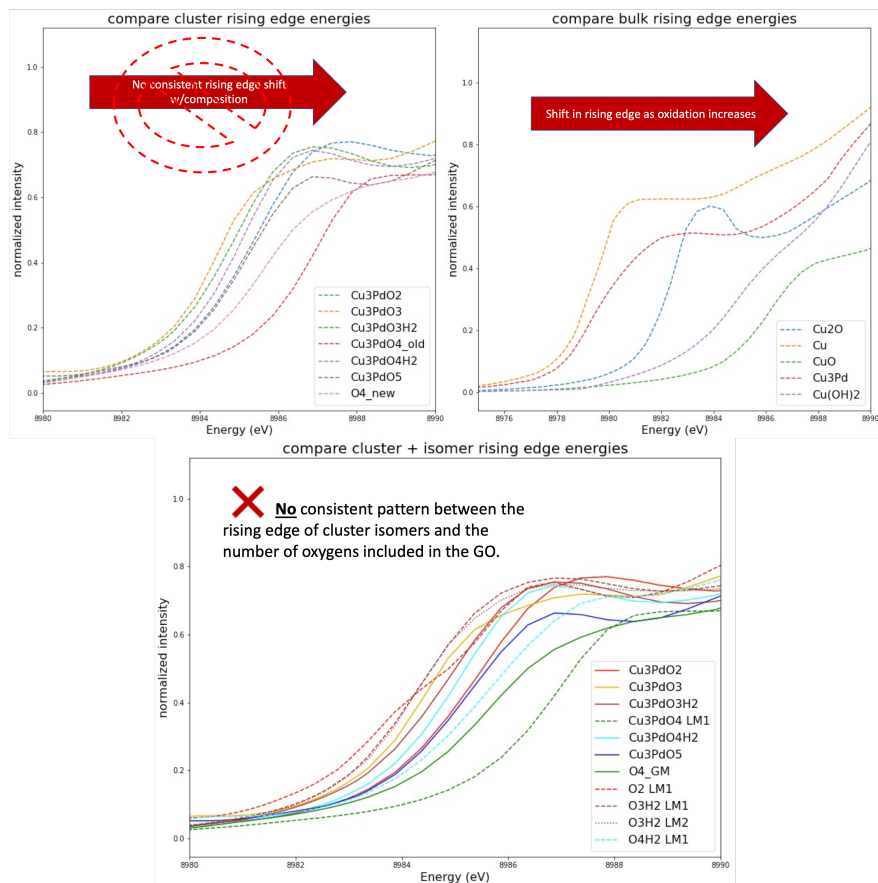 compare cluster rising edge energies
No consistent rising edge shift
w/composition
normalized intensity
1.0
0.8
0.6
0.4
0.2
0.0
Cu3PdO2
Cu3PdO3
Cu3PdO3H2
Cu3PdO4_old
Cu3PdO4H2
Cu3PdO5
O4_new
8980
8982
8984
8986
8988
8990
Energy (eV)
compare bulk rising edge energies
Shift in rising edge as oxidation increases
normalized intensity
1.0
0.8
0.6
0.4
0.2
0.0
Cu2O
Cu
CuO
Cu3Pd
Cu(OH)2
8976
8978
8980
8982
8984
8986
8988
8990
Energy (eV)
compare cluster + isomer rising edge energies
No consistent pattern between the
rising edge of cluster isomers and the
number of oxygens included in the GO.
normalized intensity
1.0
0.8
0.6
0.4
0.2
0.0
Cu3PdO2
Cu3PdO3
Cu3PdO3H2
Cu3PdO4 LM1
Cu3PdO4H2
Cu3PdO5
O4_GM
O2 LM1
O3H2 LM1
O3H2 LM2
O4H2 LM1
8980
8982
8984
8986
8988
8990
Energy (eV)